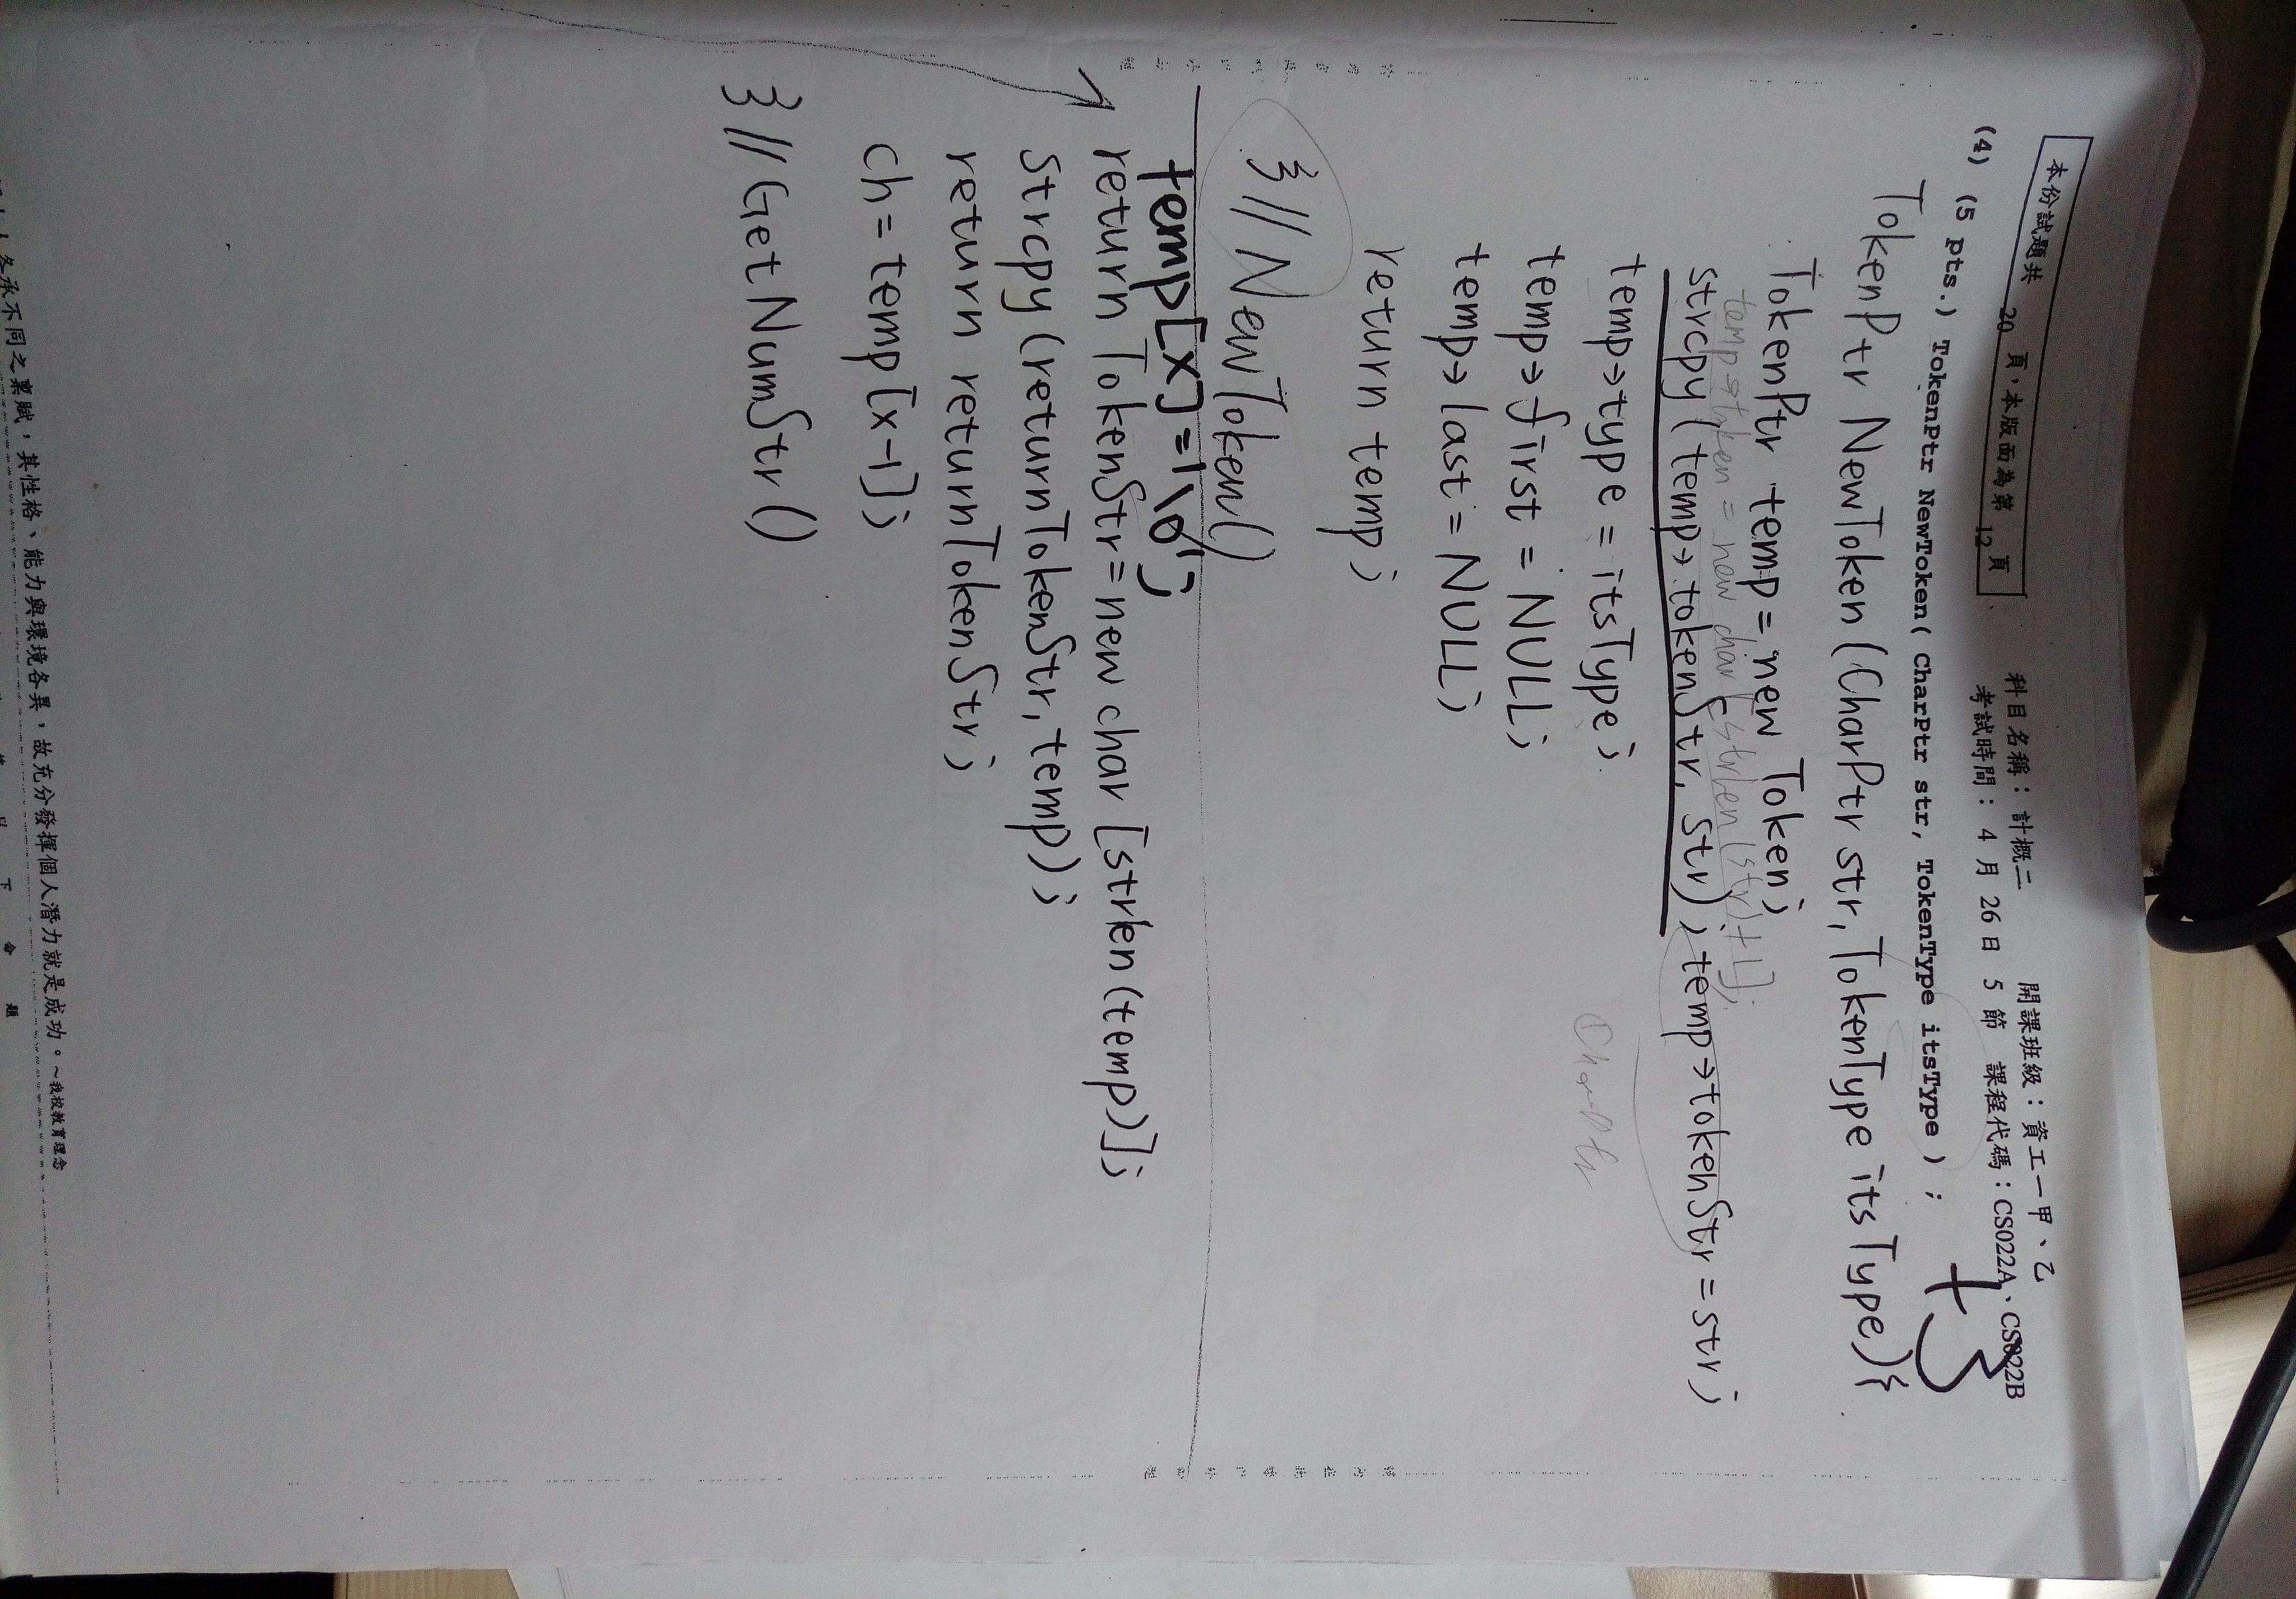 本份試題共 20 頁，本版面為第 12 頁
科目名稱： 計概二 開課班級：資工一甲、乙
考試時間： 4 月 26 日 5 節 課程代碼：CS022A、CS022B
+3
(4) (5 pts.) TokenPtr NewToken( CharPtr str, TokenType itsType ) ;
TokenPtr NewToken (CharPtr str, TokenType itsType){
TokenPtr temp = new Token;
temp→token = new char[strlen(str)+1];
strcpy(temp→tokenStr, str); temp→tokenStr = str;
temp→type = itsType;
CharPtr
temp→first = NULL;
temp→last = NULL;
return temp;
}// NewToken()
temp[x]='\0';
return TokenStr=new char [strlen(temp)];
Strcpy (returnTokenStr, temp);
return returnTokenStr;
ch= temp[x-1];
}// GetNumStr()
各承不同之稟賦，其性格、能力與環境各異，故充分發揮個人潛力就是成功。~我校教育理念
以 下 命 題